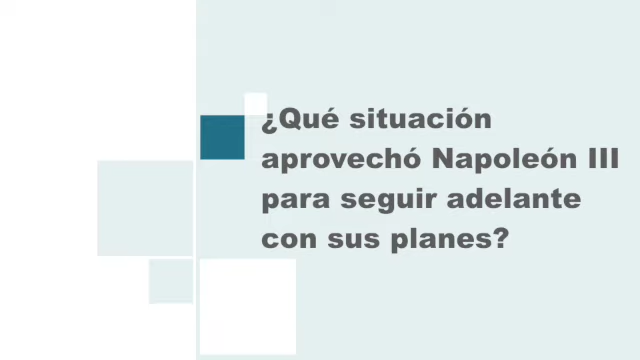 ¿Qué situación
aprovechó Napoleón III
para seguir adelante
con sus planes?